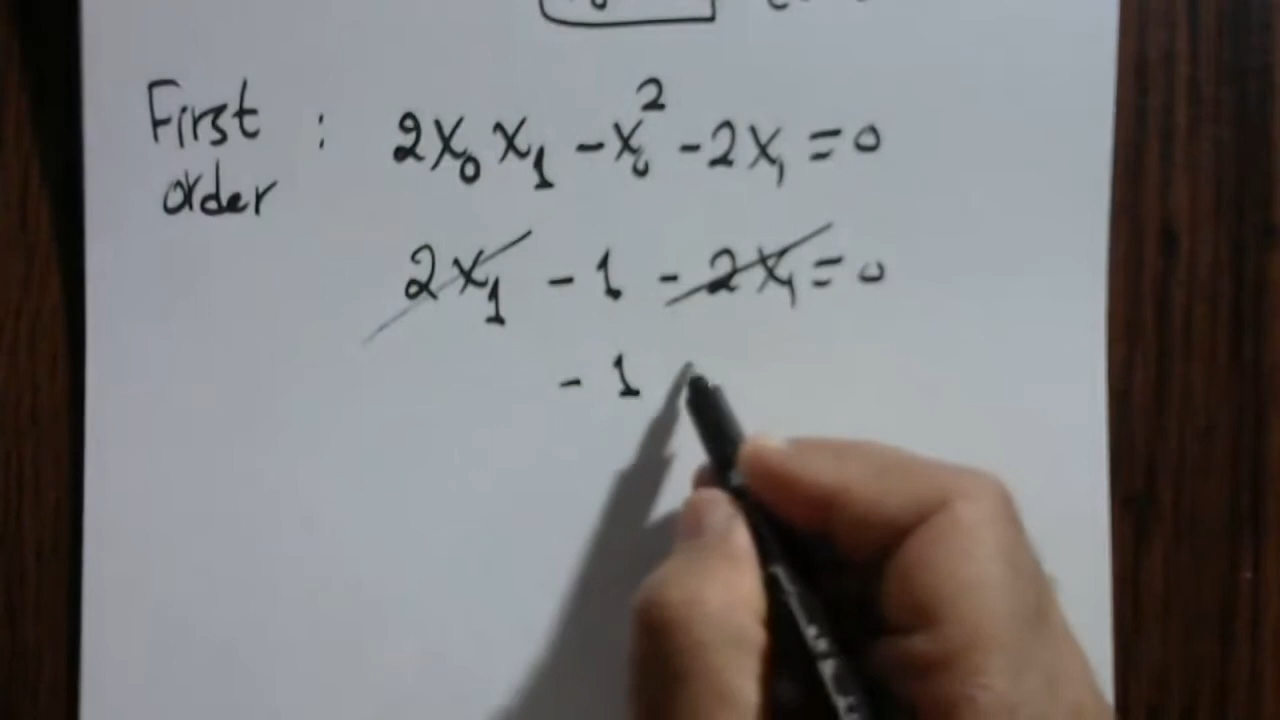 First order : 2x₀x₁ - x₀² - 2x₁ = 0
2x₁ - 1 - 2x₁ = 0
- 1